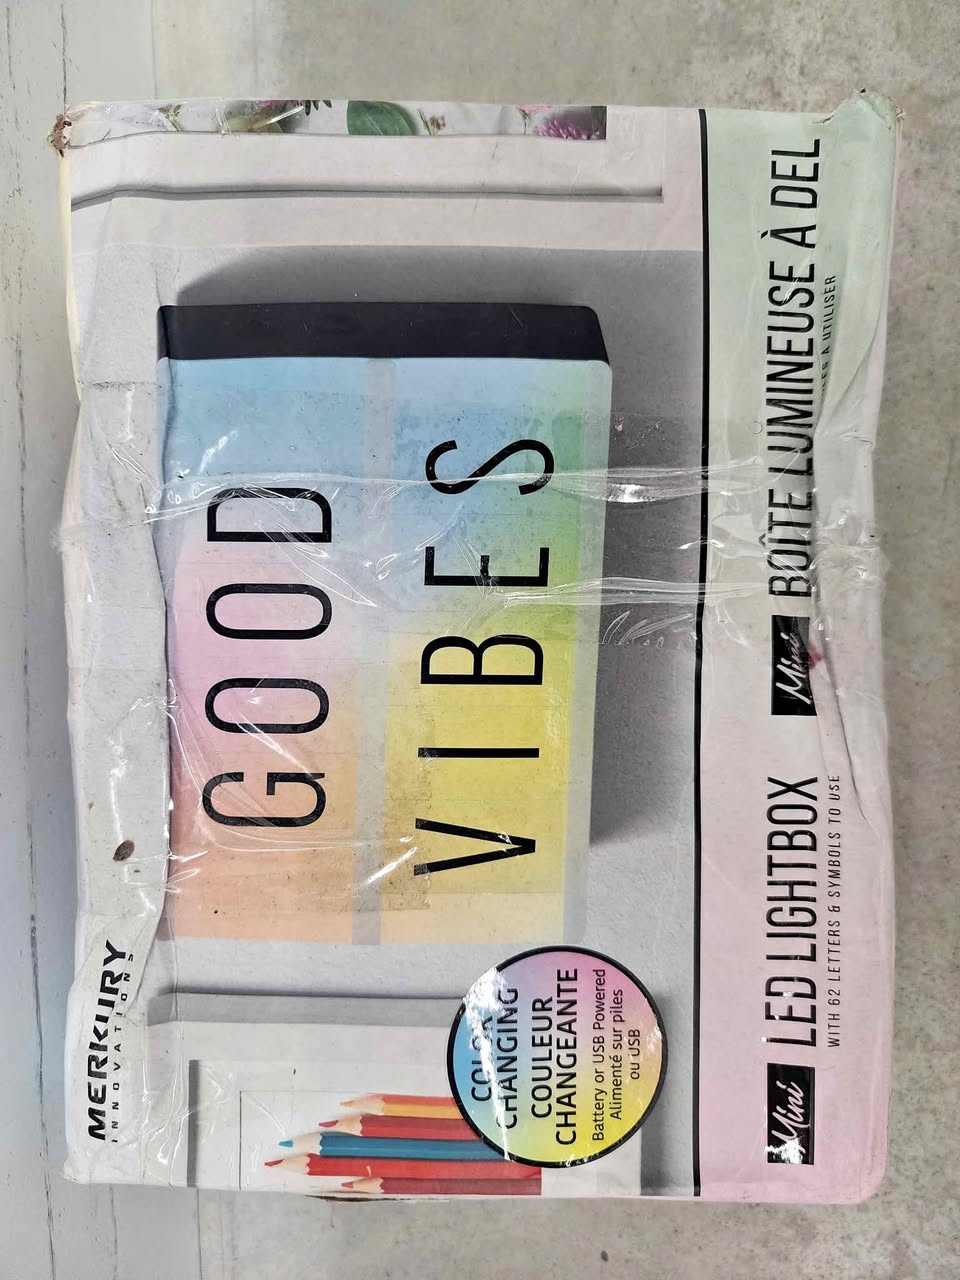 MERKURY
INNOVATIONS
GOOD
VIBES
COLOR
CHANGING
COULEUR
CHANGEANTE
Battery or USB Powered
Alimenté sur piles
ou USB
Mini LED LIGHTBOX
WITH 62 LETTERS & SYMBOLS TO USE
Mini BOÎTE LUMINEUSE À DEL
À UTILISER